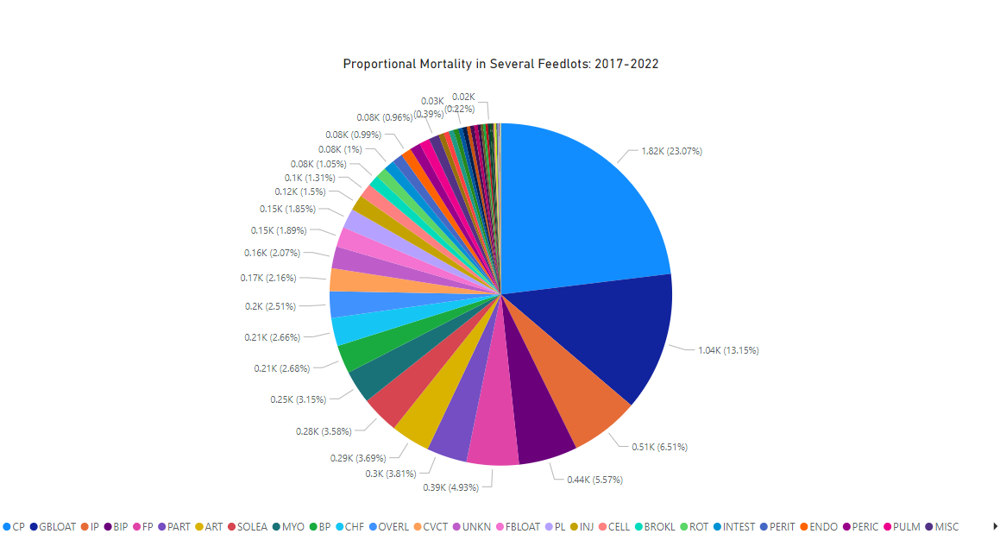 Proportional Mortality in Several Feedlots: 2017-2022
0.02K
(0.22%)
0.03K
(0.39%)
0.08K (0.96%)
0.08K (0.99%)
0.08K (1%)
0.08K (1.05%)
0.1K (1.31%)
0.12K (1.5%)
0.15K (1.85%)
0.15K (1.89%)
0.16K (2.07%)
0.17K (2.16%)
0.2K (2.51%)
0.21K (2.66%)
0.21K (2.68%)
0.25K (3.15%)
0.28K (3.58%)
0.29K (3.69%)
0.3K (3.81%)
0.39K (4.93%)
1.82K (23.07%)
1.04K (13.15%)
0.51K (6.51%)
0.44K (5.57%)
CP GBLOAT IP BIP FP PART ART SOLEA MYO BP CHF OVERL CVCT UNKN FBLOAT PL INJ CELL BROKL ROT INTEST PERIT ENDO PERIC PULM MISC